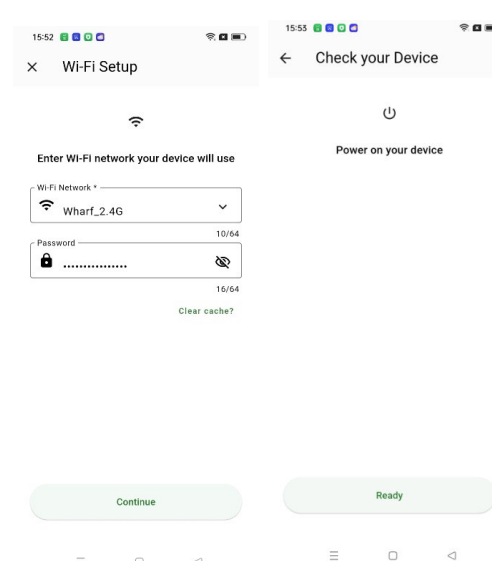 15:52
Wi-Fi Setup
Enter Wi-Fi network your device will use
Wi-Fi Network *
Wharf_2.4G
10/64
Password
................
16/64
Clear cache?
Continue
15:53
Check your Device
Power on your device
Ready